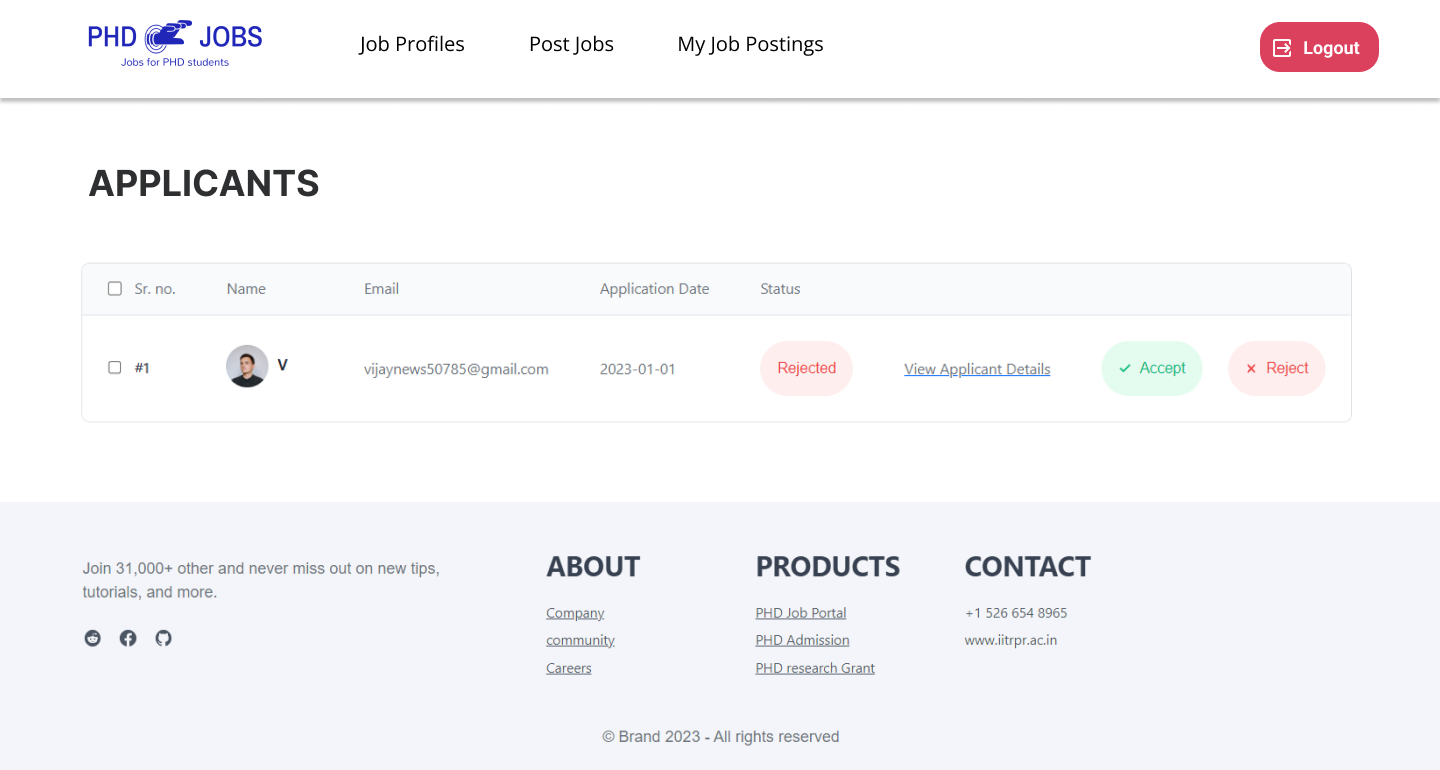 PHD JOBS
Jobs for PHD students
Job Profiles Post Jobs My Job Postings
Logout
APPLICANTS
Sr. no. Name Email Application Date Status
#1 V vijaynews50785@gmail.com 2023-01-01 Rejected View Applicant Details Accept Reject
Join 31,000+ other and never miss out on new tips,
tutorials, and more.
ABOUT
Company
community
Careers
PRODUCTS
PHD Job Portal
PHD Admission
PHD research Grant
CONTACT
+1 526 654 8965
www.iitrpr.ac.in
© Brand 2023 - All rights reserved